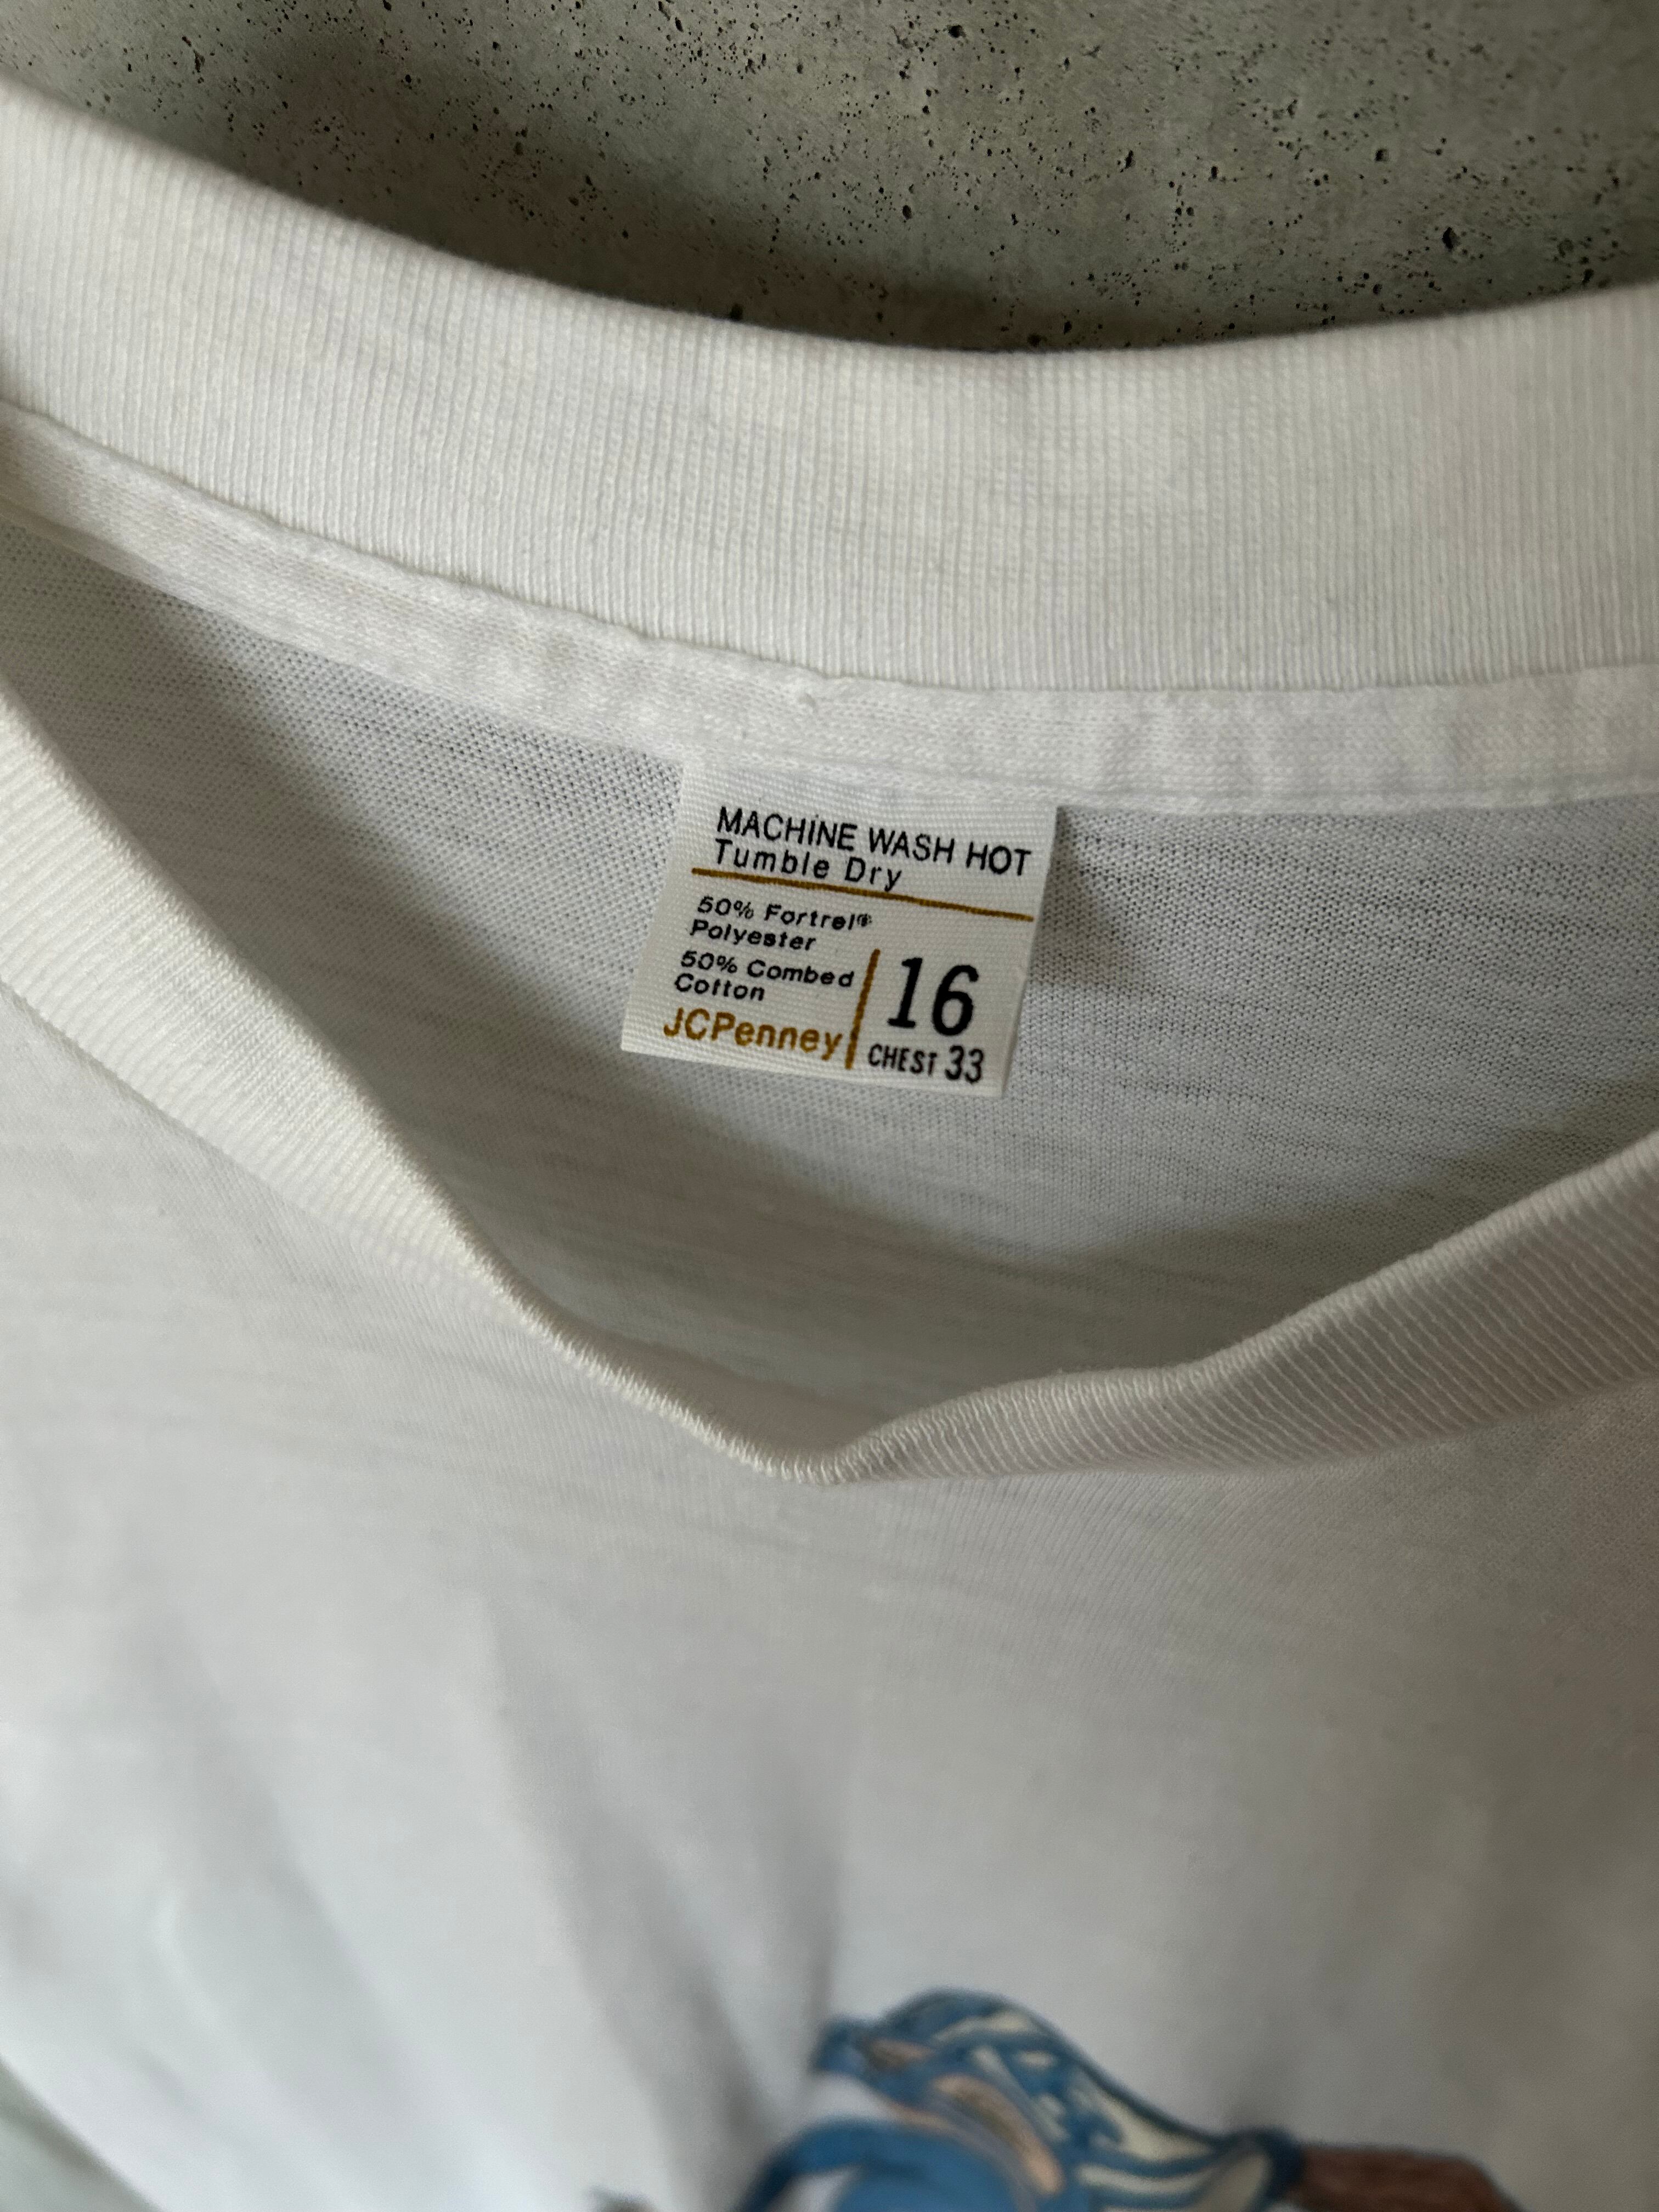 MACHINE WASH HOT
Tumble Dry
50% Fortrel®
Polyester
50% Combed
Cotton
JCPenney
16
CHEST 33